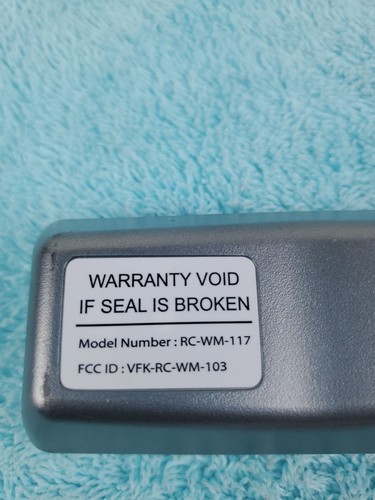 WARRANTY VOID
IF SEAL IS BROKEN
Model Number : RC-WM-117
FCC ID : VFK-RC-WM-103